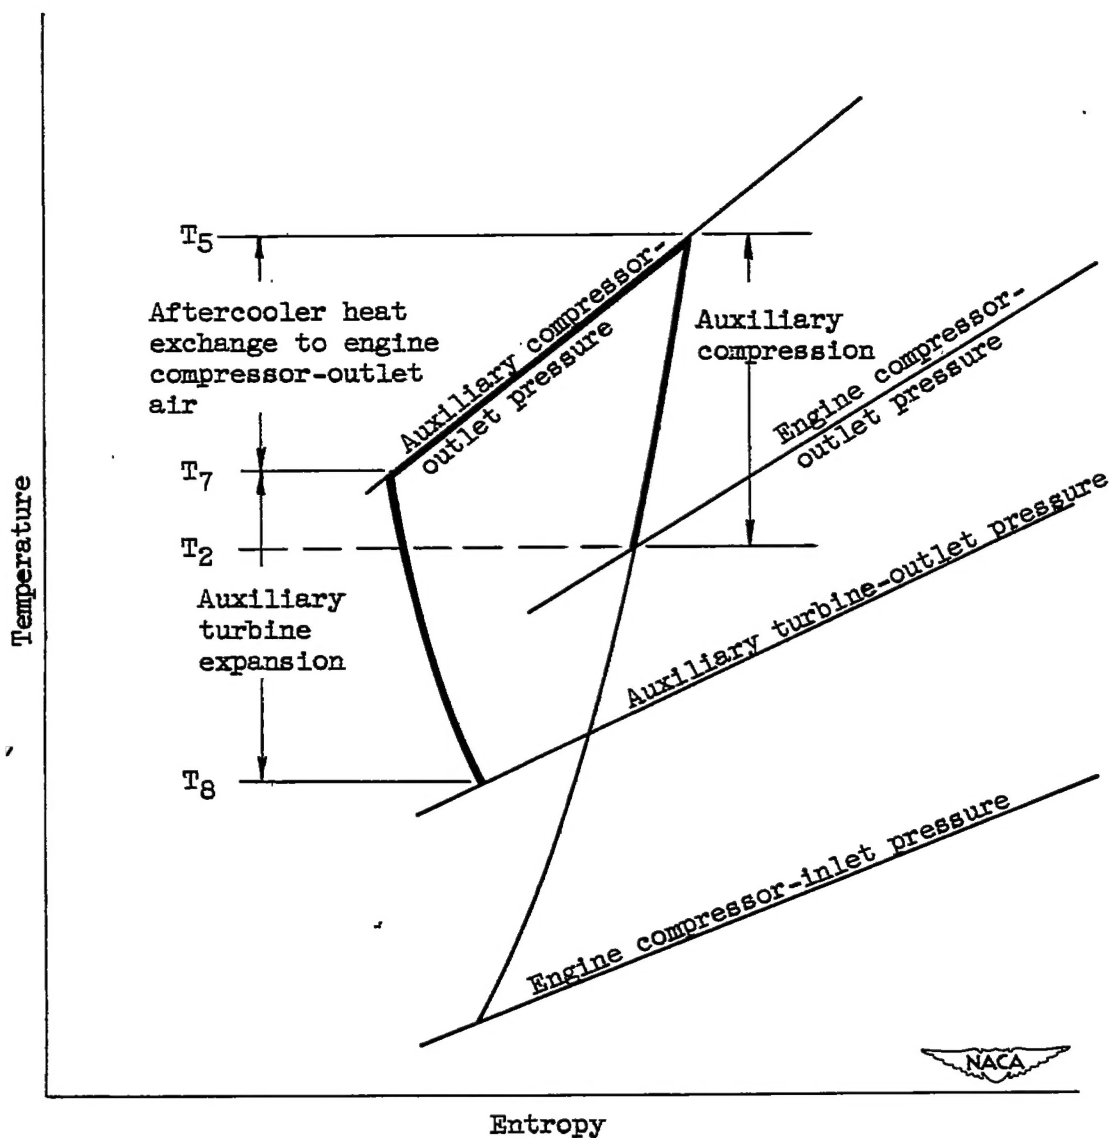 T5
Aftercooler heat
exchange to engine
compressor-outlet
air
Auxiliary compressor-
outlet pressure
Auxiliary
compression
Engine compressor-
outlet pressure
T7
T2
Auxiliary
turbine
expansion
Auxiliary turbine-outlet pressure
T8
Engine compressor-inlet pressure
Temperature
Entropy
NACA